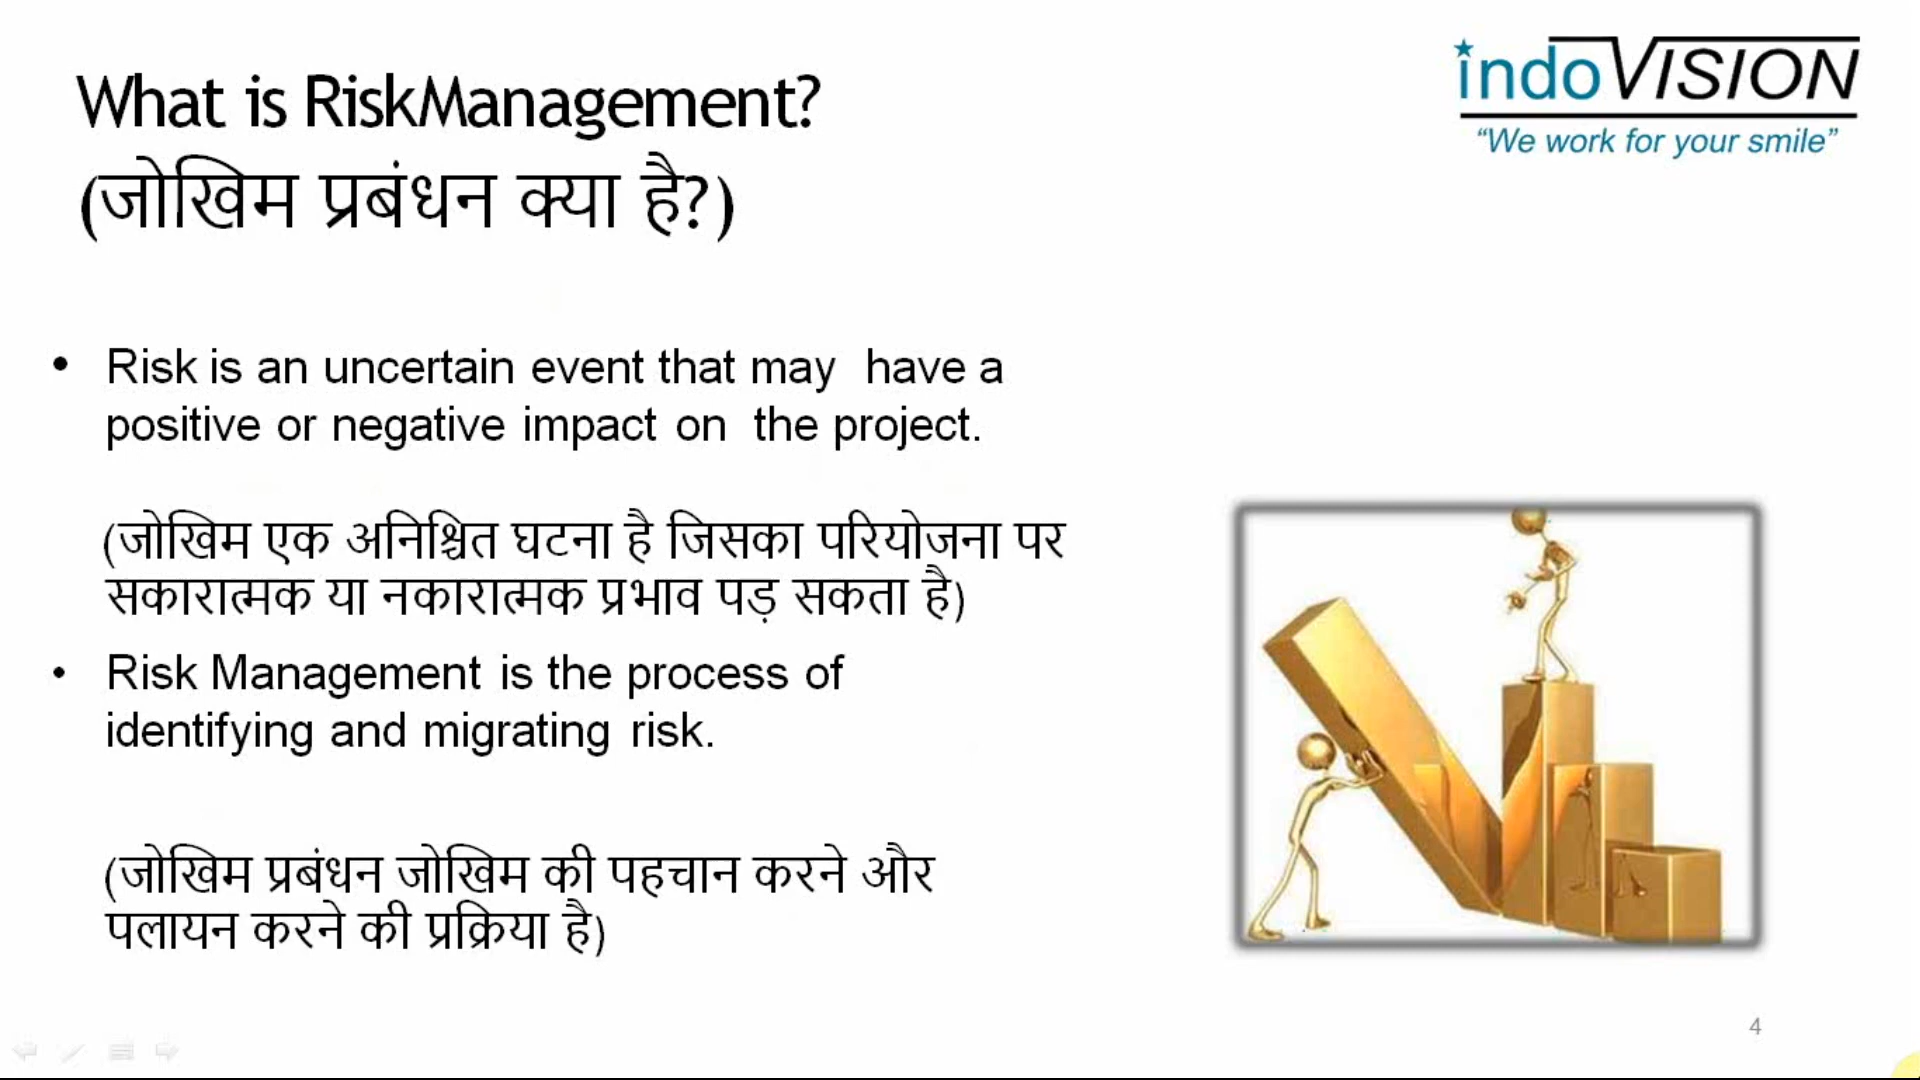 indoVISION
"We work for your smile"
What is RiskManagement?
(जोखिम प्रबंधन क्या है?)
• Risk is an uncertain event that may have a
positive or negative impact on the project.
(जोखिम एक अनिश्चित घटना है जिसका परियोजना पर
सकारात्मक या नकारात्मक प्रभाव पड़ सकता है)
• Risk Management is the process of
identifying and migrating risk.
(जोखिम प्रबंधन जोखिम की पहचान करने और
पलायन करने की प्रक्रिया है)
4